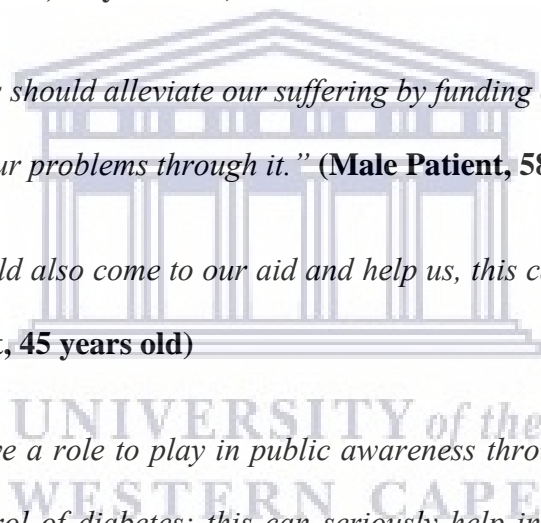 should alleviate our suffering by funding
ur problems through it." (Male Patient, 58
ld also come to our aid and help us, this c
, 45 years old)
UNIVERSITY of the
e a role to play in public awareness thro
WESTERN CAPE
rol of diabetes; this can seriously help in